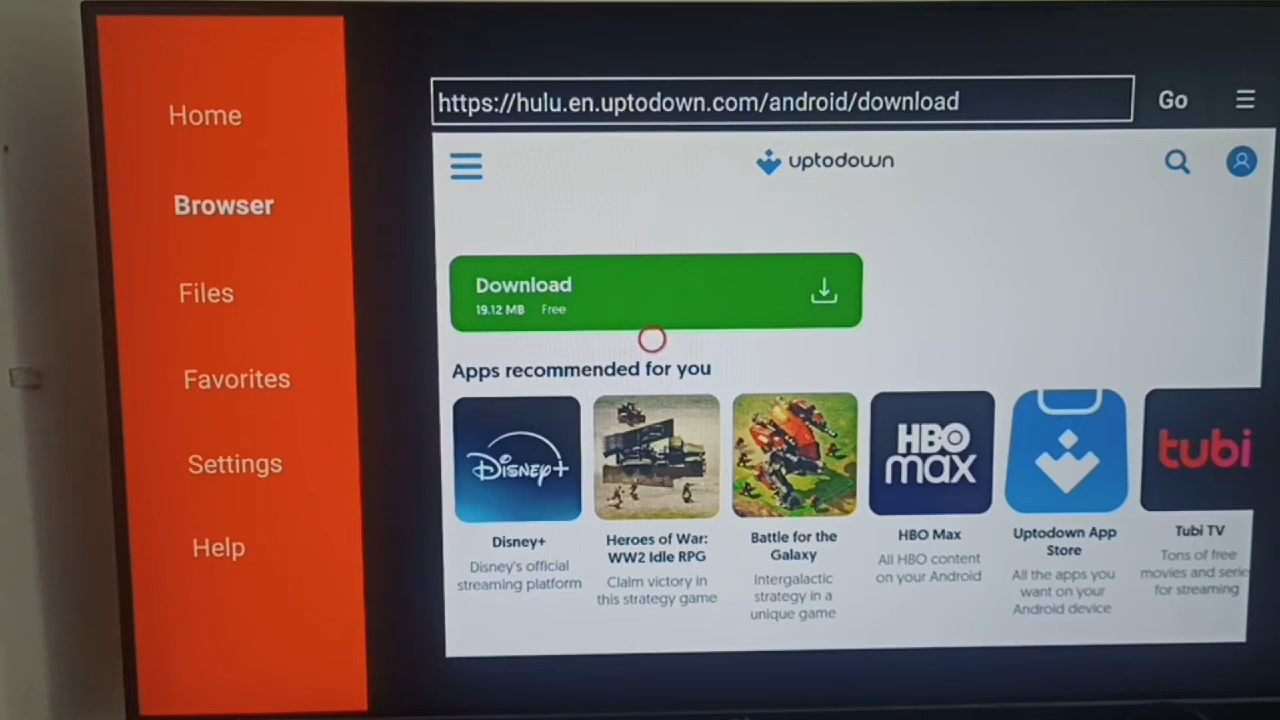 Home
Browser
Files
Favorites
Settings
Help
https://hulu.en.uptodown.com/android/download
Go
uptodown
Download
19.12 MB Free
Apps recommended for you
Disney+
HBO
max
tubi
Disney+
Disney's official
streaming platform
Heroes of War:
WW2 Idle RPG
Claim victory in
this strategy game
Battle for the
Galaxy
Intergalactic
strategy in a
unique game
HBO Max
All HBO content
on your Android
Uptodown App
Store
All the apps you
want on your
Android device
Tubi TV
Tons of free
movies and serie
for streaming